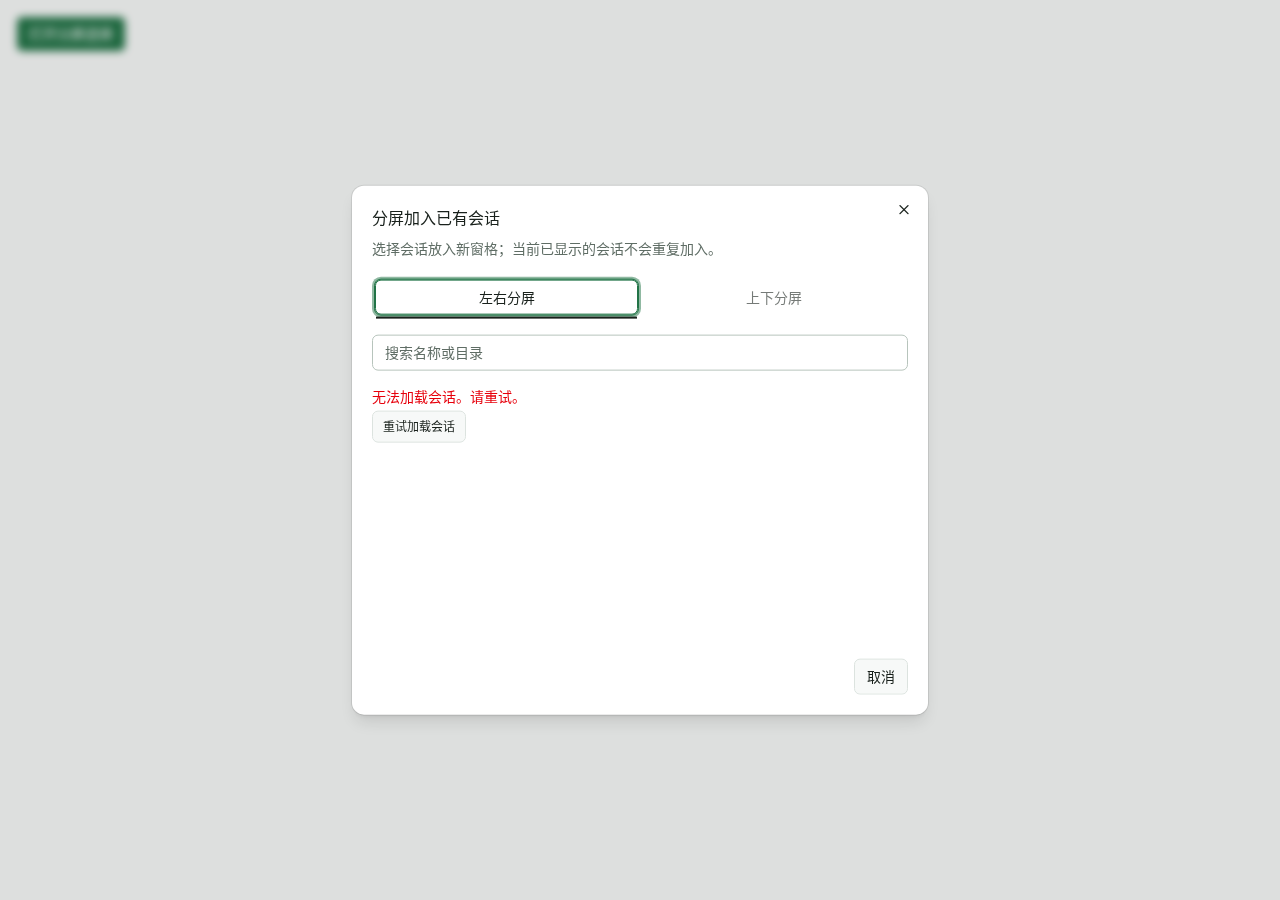 分屏加入已有会话
选择会话放入新窗格；当前已显示的会话不会重复加入。
左右分屏
上下分屏
搜索名称或目录
无法加载会话。请重试。
重试加载会话
取消